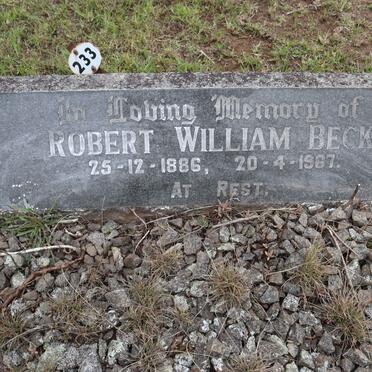 233
In Loving Memory of
ROBERT WILLIAM BECK
25-12-1886, 20-4-1967.
AT REST.